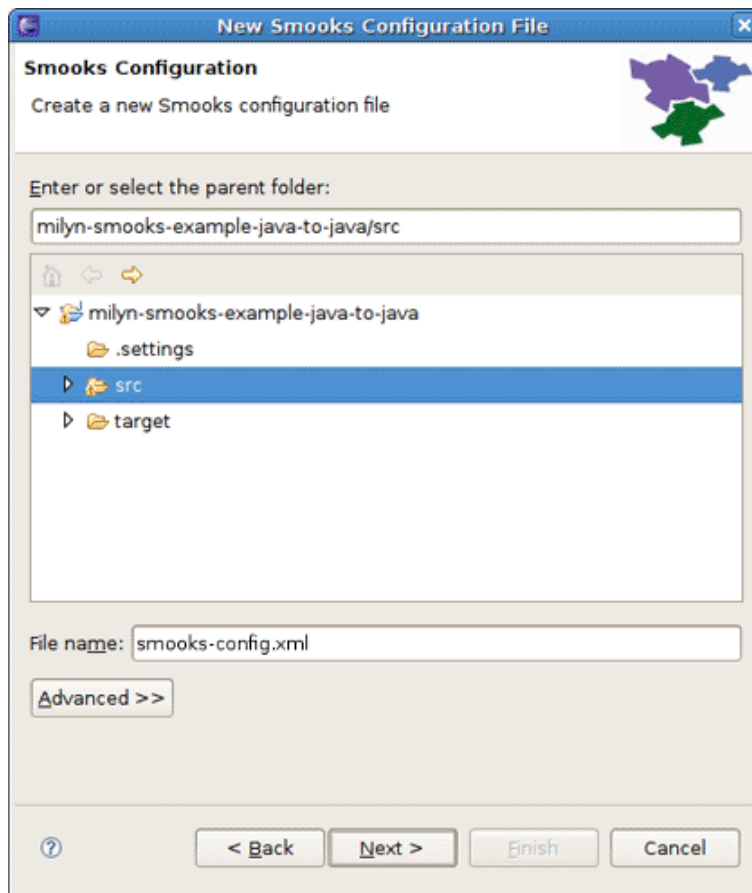 New Smooks Configuration File
Smooks Configuration
Create a new Smooks configuration file
Enter or select the parent folder:
milyn-smooks-example-java-to-java/src
milyn-smooks-example-java-to-java
.settings
src
target
File name: smooks-config.xml
Advanced >>
< Back Next > Finish Cancel